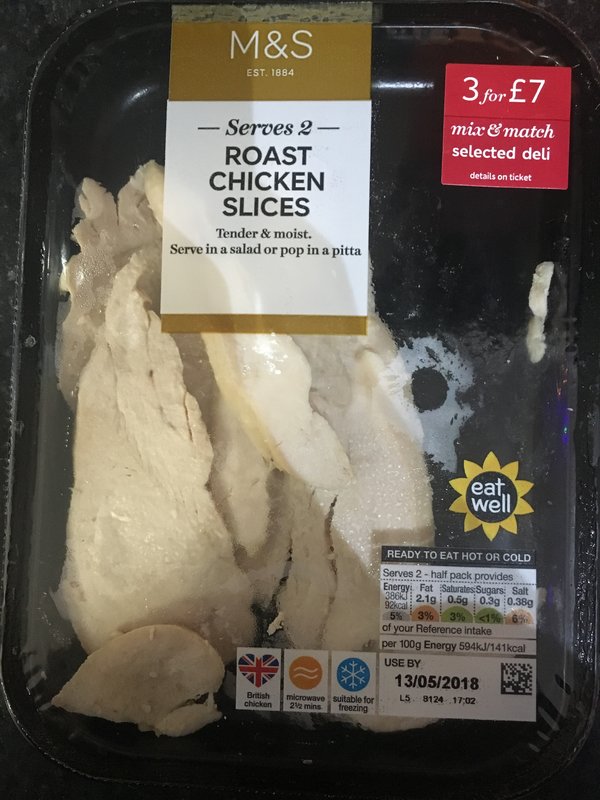 M&S
EST. 1884
— Serves 2 —
ROAST
CHICKEN
SLICES
Tender & moist.
Serve in a salad or pop in a pitta
3 for £7
mix & match
selected deli
details on ticket
eat
well
READY TO EAT HOT OR COLD
Serves 2 - half pack provides
Energy Fat Saturates Sugars Salt
386kJ 2.1g 0.5g 0.3g 0.38g
92kcal
5% 3% 3% <1% 6%
of your Reference intake
per 100g Energy 594kJ/141kcal
USE BY
13/05/2018
L5 8124 17:02
British
chicken
microwave
2½ mins
suitable for
freezing